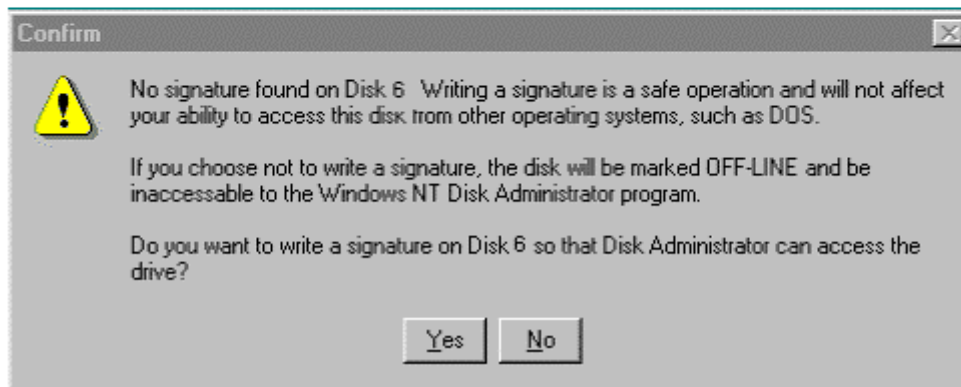 Confirm
No signature found on Disk 6 Writing a signature is a safe operation and will not affect
your ability to access this disk from other operating systems, such as DOS.
If you choose not to write a signature, the disk will be marked OFF-LINE and be
inaccessable to the Windows NT Disk Administrator program.
Do you want to write a signature on Disk 6 so that Disk Administrator can access the
drive?
Yes No